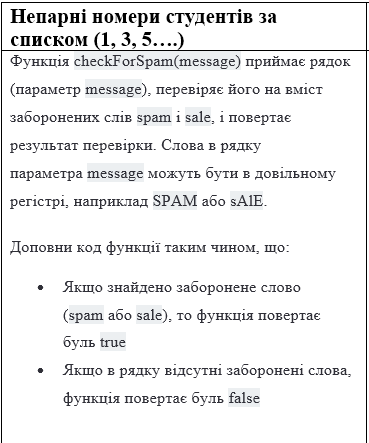 Непарні номери студентів за
списком (1, 3, 5….)
Функція checkForSpam(message) приймає рядок
(параметр message), перевіряє його на вміст
заборонених слів spam і sale, і повертає
результат перевірки. Слова в рядку
параметра message можуть бути в довільному
регістрі, наприклад SPAM або sAlE.
Доповни код функції таким чином, що:
• Якщо знайдено заборонене слово
(spam або sale), то функція повертає
буль true
• Якщо в рядку відсутні заборонені слова,
функція повертає буль false